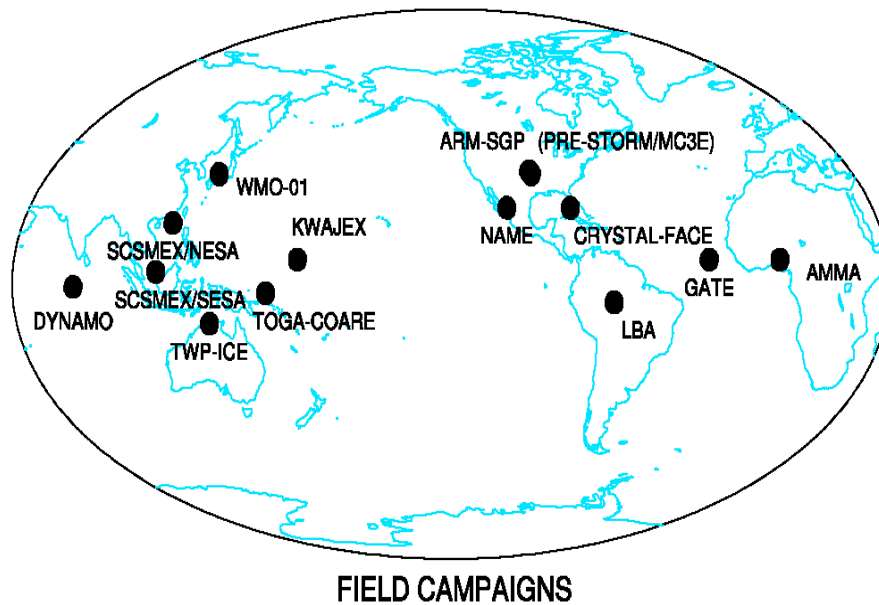 ARM-SGP (PRE-STORM/MC3E)
WMO-01
KWAJEX
NAME
CRYSTAL-FACE
SCSMEX/NESA
AMMA
GATE
SCSMEX/SESA
DYNAMO
TOGA-COARE
LBA
TWP-ICE
FIELD CAMPAIGNS